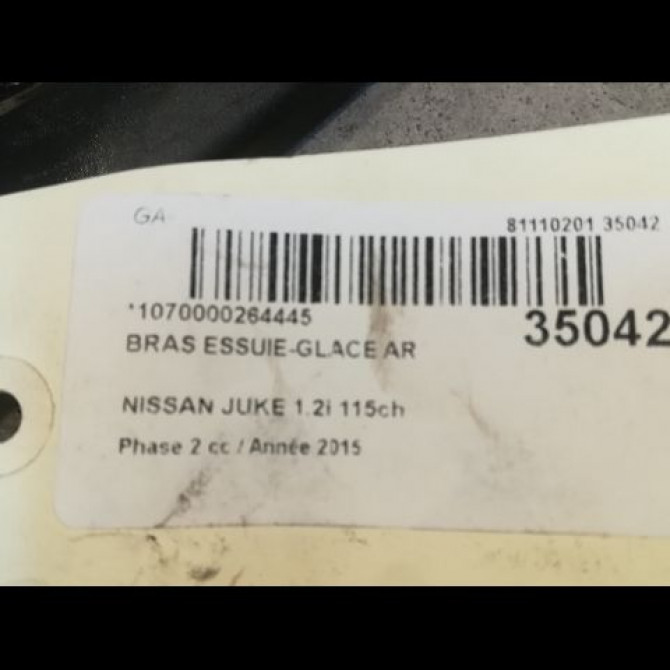 GA
81110201 35042
*1070000264445
35042
BRAS ESSUIE-GLACE AR
NISSAN JUKE 1.2i 115ch
Phase 2 cc / Année 2015